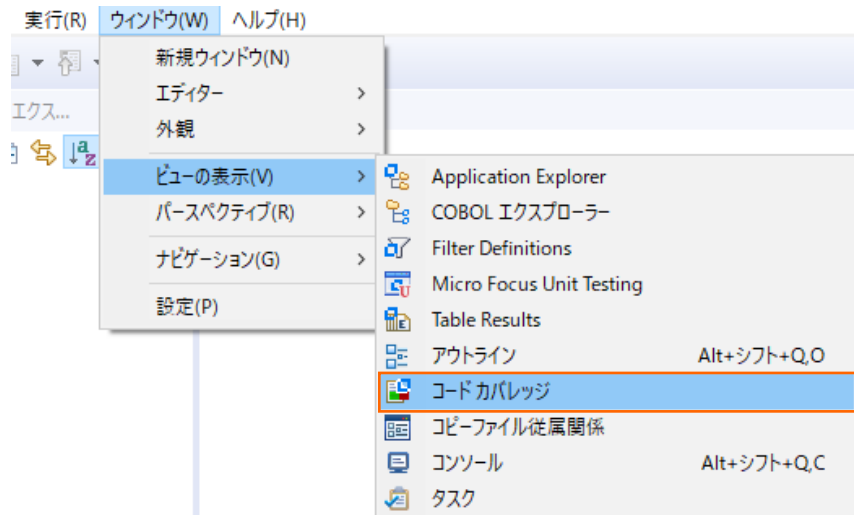 実行(R) ウィンドウ(W) ヘルプ(H)
新規ウィンドウ(N)
エディター
エクス...
外観
ビューの表示(V)
パースペクティブ(R)
ナビゲーション(G)
設定(P)
Application Explorer
COBOL エクスプローラー
Filter Definitions
Micro Focus Unit Testing
Table Results
アウトライン Alt+シフト+Q,O
コード カバレッジ
コピーファイル従属関係
コンソール Alt+シフト+Q,C
タスク